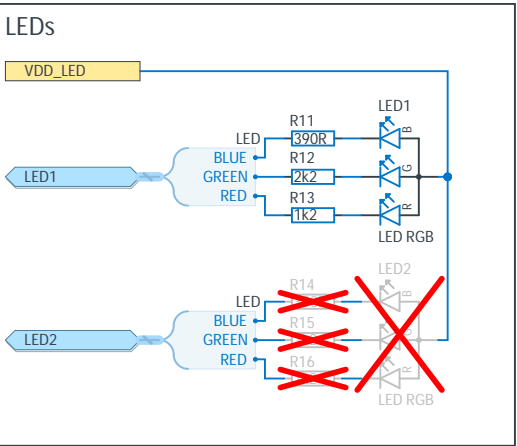 LEDs
VDD_LED
LED1
R11
LED
390R
B
BLUE
R12
LED1
GREEN
2k2
G
RED
R13
1k2
R
LED RGB
LED2
R14
LED
B
BLUE
R15
LED2
GREEN
RED
R16
R
LED RGB